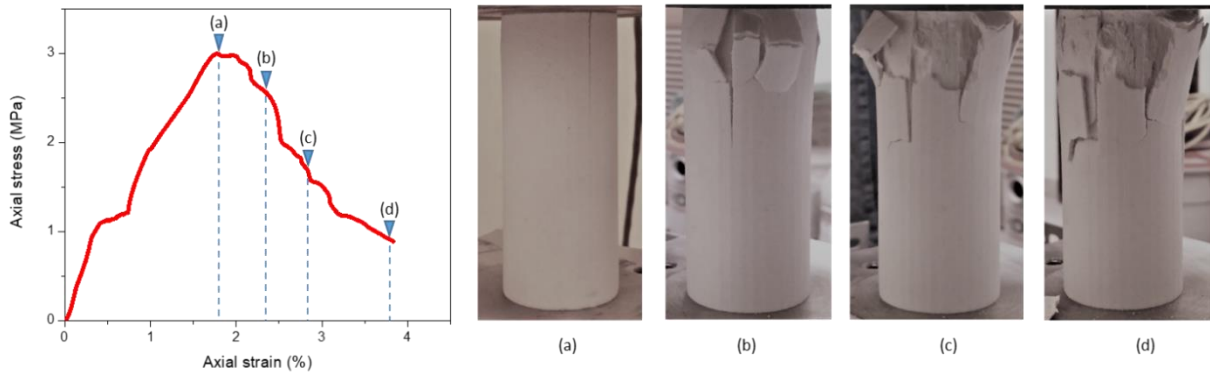 (a)
(b)
(c)
(d)
3
2
1
0
0
1
2
3
4
Axial stress (MPa)
Axial strain (%)
(a)
(b)
(c)
(d)